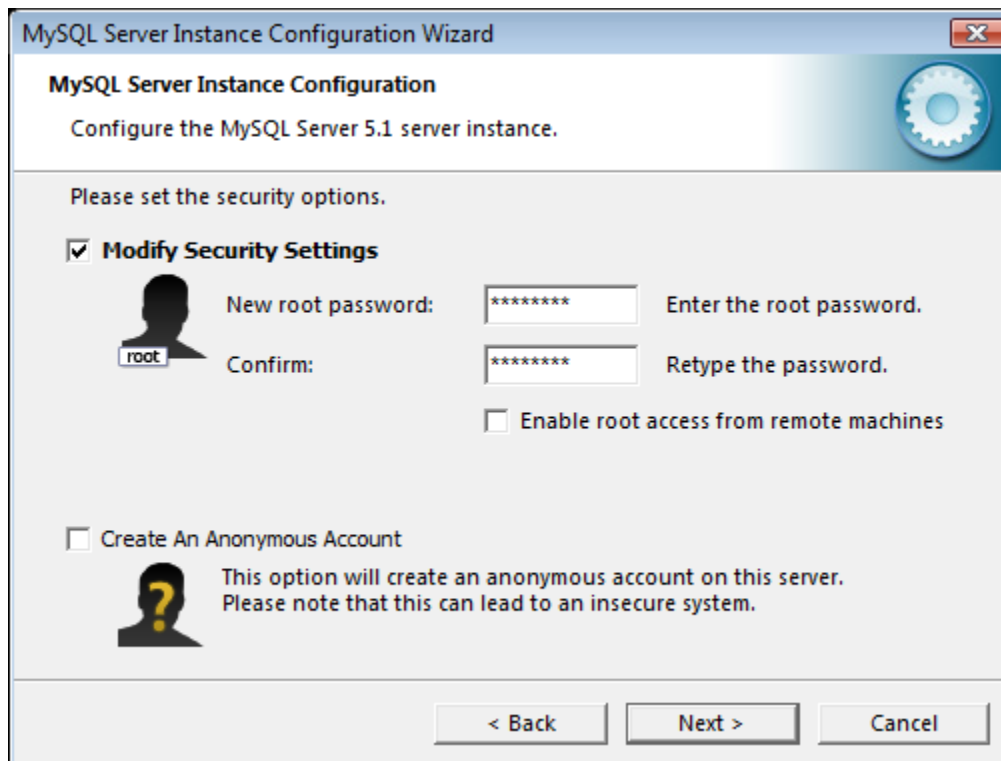 MySQL Server Instance Configuration Wizard
MySQL Server Instance Configuration
Configure the MySQL Server 5.1 server instance.
Please set the security options.
Modify Security Settings
New root password: ******** Enter the root password.
root
Confirm: ******** Retype the password.
Enable root access from remote machines
Create An Anonymous Account
?
This option will create an anonymous account on this server.
Please note that this can lead to an insecure system.
< Back Next > Cancel